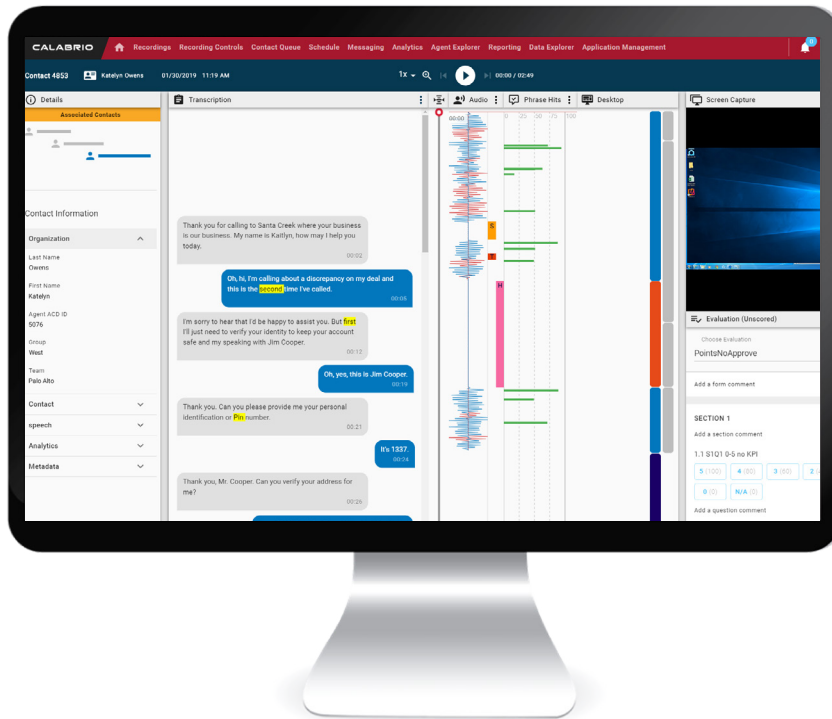 CALABRIO
Recordings Recording Controls Contact Queue Schedule Messaging Analytics Agent Explorer Reporting Data Explorer Application Management
0
Contact 4853 Katelyn Owens 01/30/2019 11:19 AM 1x 00:00 / 02:49
Details
Associated Contacts
Contact Information
Organization
Last Name
Owens
First Name
Katelyn
Agent ACD ID
5076
Group
West
Team
Palo Alto
Contact
speech
Analytics
Metadata
Transcription
Thank you for calling to Santa Creek where your business
is our business. My name is Kaitlyn, how may I help you
today.
00:02
Oh, hi, I'm calling about a discrepancy on my deal and
this is the second time I've called.
00:08
I'm sorry to hear that I'd be happy to assist you. But first
I'll just need to verify your identity to keep your account
safe and my speaking with Jim Cooper.
00:12
Oh, yes, this is Jim Cooper.
00:19
Thank you. Can you please provide me your personal
identification or Pin number.
00:21
It's 1337.
00:24
Thank you, Mr. Cooper. Can you verify your address for
me?
00:26
Audio Phrase Hits Desktop
00:00 0 25 50 75 100
S
T
H
Screen Capture
Evaluation (Unscored)
Choose Evaluation
PointsNoApprove
Add a form comment
SECTION 1
Add a section comment
1.1 S1Q1 0-5 no KPI
5 (100) 4 (80) 3 (60) 2
0 (0) N/A (0)
Add a question comment